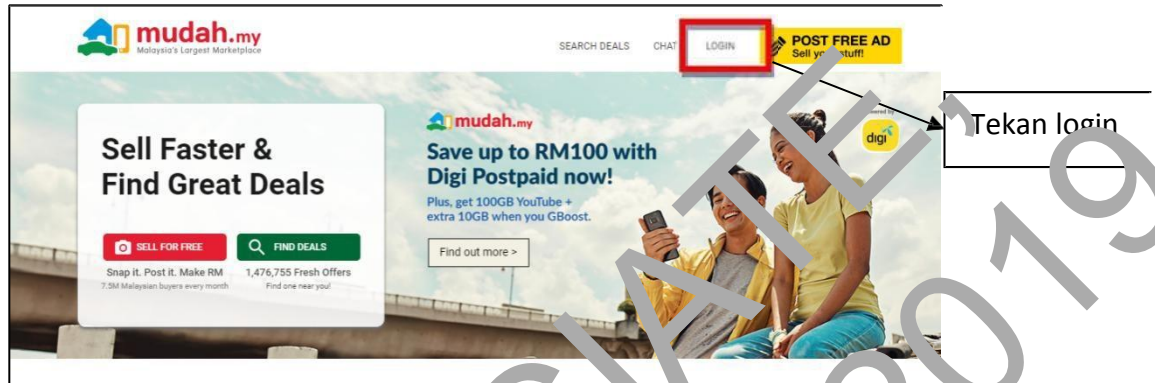 mudah.my
Malaysia's Largest Marketplace
SEARCH DEALS CHAT LOGIN
POST FREE AD
Sell your stuff!
Tekan login
Sell Faster &
Find Great Deals
SELL FOR FREE
FIND DEALS
Snap it. Post it. Make RM
1,476,755 Fresh Offers
7.5M Malaysian buyers every month
Find one near you!
mudah.my
Save up to RM100 with
Digi Postpaid now!
Plus, get 100GB YouTube +
extra 10GB when you GBoost.
Find out more >
powered by
digi
2019